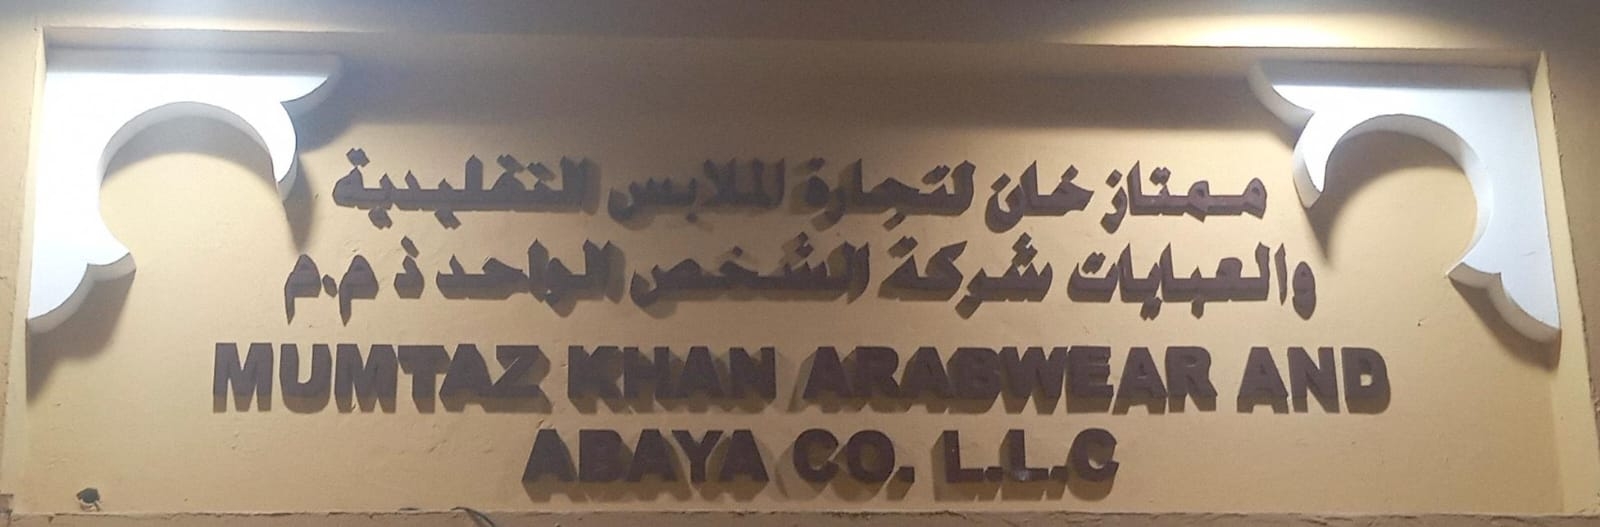 ممتاز خان لتجارة الملابس التقليدية
والعبايات شركة الشخص الواحد ذ م.م
MUMTAZ KHAN ARABWEAR AND
ABAYA CO. L.L.C